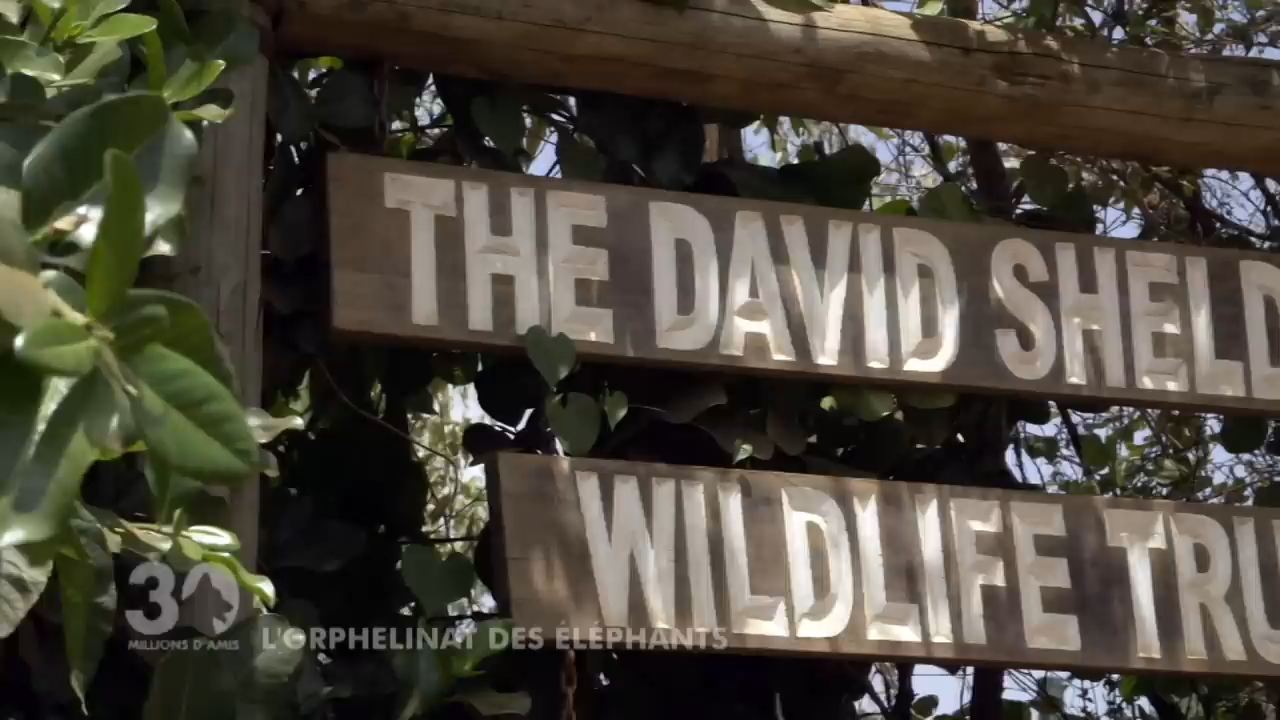 THE DAVID SHELD
WILDLIFE TRU
30
MILLIONS D'AMIS
L'ORPHELINAT DES ÉLÉPHANTS